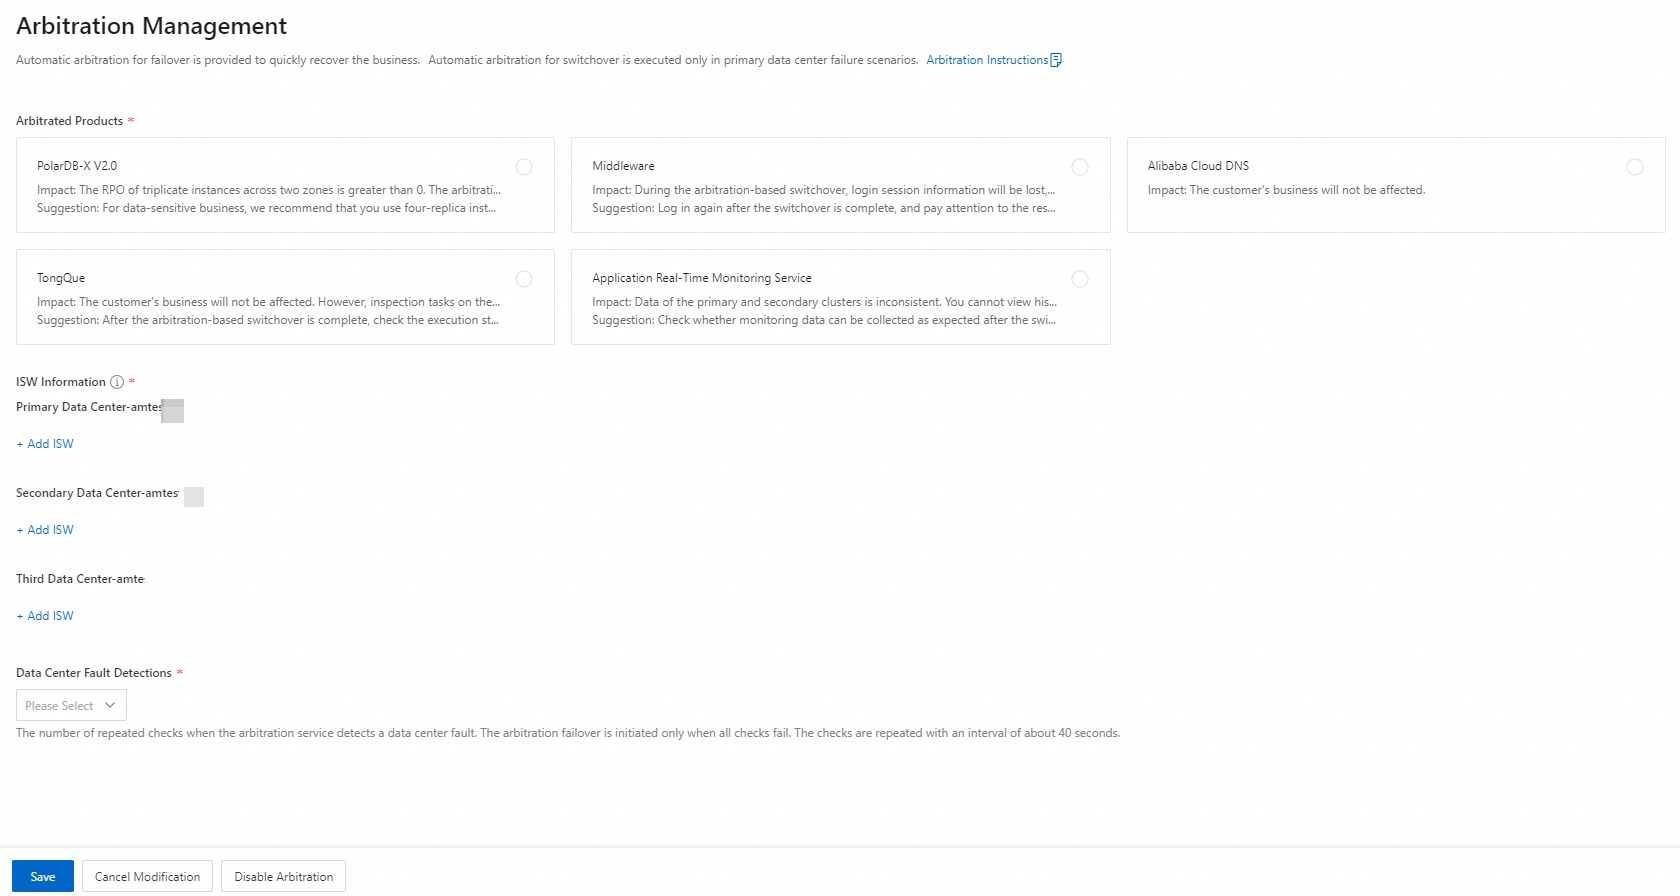 Arbitration Management
Automatic arbitration for failover is provided to quickly recover the business. Automatic arbitration for switchover is executed only in primary data center failure scenarios. Arbitration Instructions
Arbitrated Products *
PolarDB-X V2.0
Impact: The RPO of triplicate instances across two zones is greater than 0. The arbitrati...
Suggestion: For data-sensitive business, we recommend that you use four-replica inst...
Middleware
Impact: During the arbitration-based switchover, login session information will be lost,...
Suggestion: Log in again after the switchover is complete, and pay attention to the res...
Alibaba Cloud DNS
Impact: The customer's business will not be affected.
TongQue
Impact: The customer's business will not be affected. However, inspection tasks on the...
Suggestion: After the arbitration-based switchover is complete, check the execution st...
Application Real-Time Monitoring Service
Impact: Data of the primary and secondary clusters is inconsistent. You cannot view his...
Suggestion: Check whether monitoring data can be collected as expected after the swi...
ISW Information *
Primary Data Center-amtes
+ Add ISW
Secondary Data Center-amtes
+ Add ISW
Third Data Center-amte
+ Add ISW
Data Center Fault Detections *
Please Select
The number of repeated checks when the arbitration service detects a data center fault. The arbitration failover is initiated only when all checks fail. The checks are repeated with an interval of about 40 seconds.
Save
Cancel Modification
Disable Arbitration